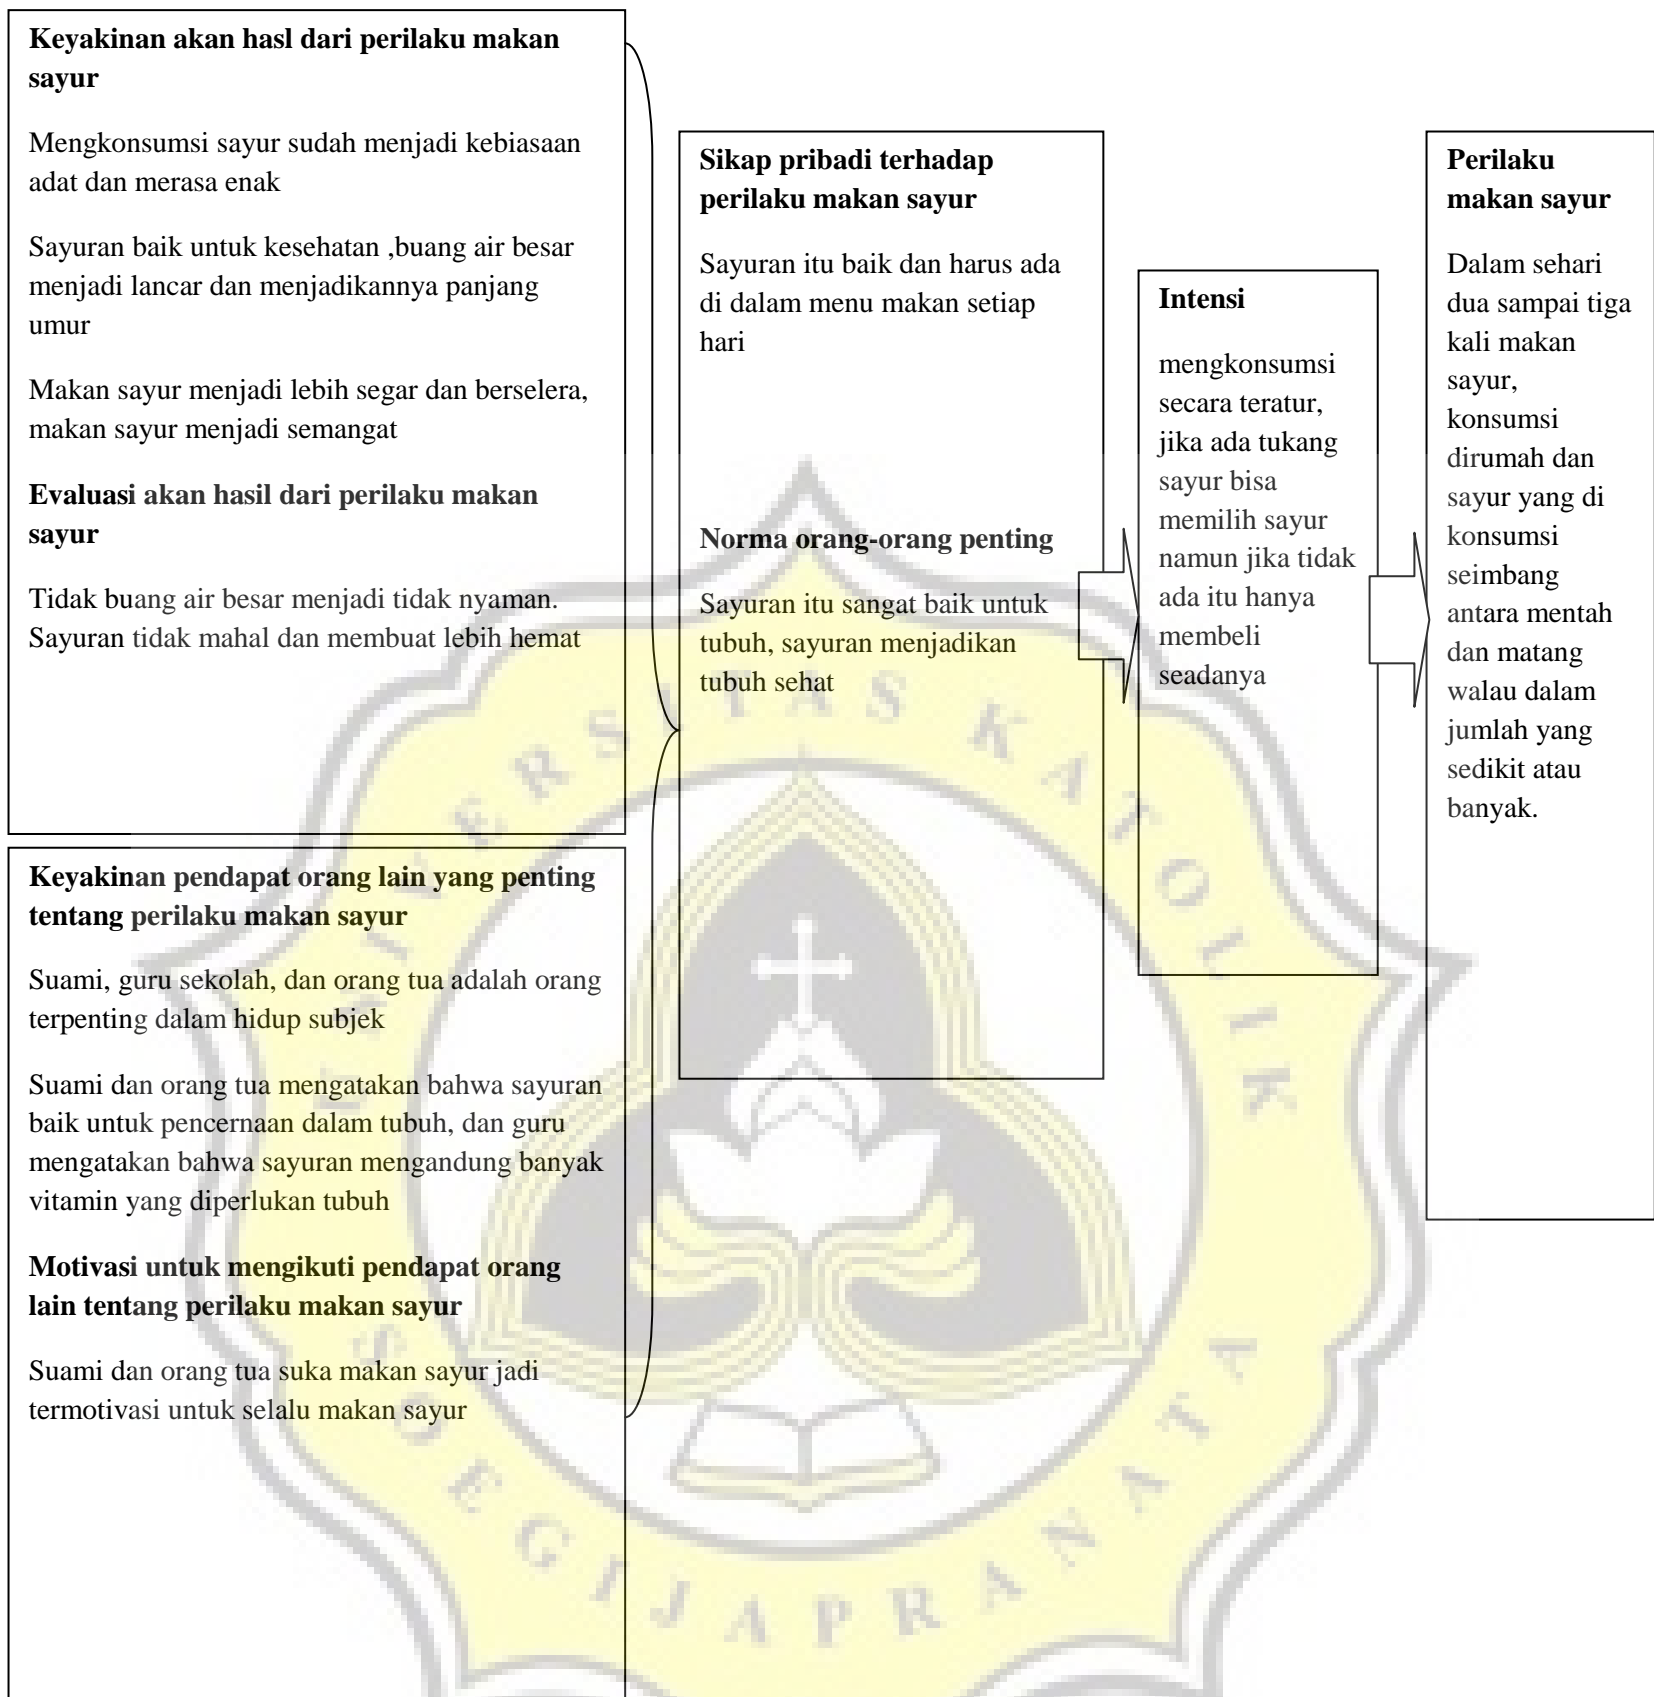 Keyakinan akan hasl dari perilaku makan
sayur
Mengkonsumsi sayur sudah menjadi kebiasaan
adat dan merasa enak
Sayuran baik untuk kesehatan ,buang air besar
menjadi lancar dan menjadikannya panjang
umur
Makan sayur menjadi lebih segar dan berselera,
makan sayur menjadi semangat
Evaluasi akan hasil dari perilaku makan
sayur
Tidak buang air besar menjadi tidak nyaman.
Sayuran tidak mahal dan membuat lebih hemat
Keyakinan pendapat orang lain yang penting
tentang perilaku makan sayur
Suami, guru sekolah, dan orang tua adalah orang
terpenting dalam hidup subjek
Suami dan orang tua mengatakan bahwa sayuran
baik untuk pencernaan dalam tubuh, dan guru
mengatakan bahwa sayuran mengandung banyak
vitamin yang diperlukan tubuh
Motivasi untuk mengikuti pendapat orang
lain tentang perilaku makan sayur
Suami dan orang tua suka makan sayur jadi
termotivasi untuk selalu makan sayur
Sikap pribadi terhadap
perilaku makan sayur
Sayuran itu baik dan harus ada
di dalam menu makan setiap
hari
Norma orang-orang penting
Sayuran itu sangat baik untuk
tubuh, sayuran menjadikan
tubuh sehat
Intensi
mengkonsumsi
secara teratur,
jika ada tukang
sayur bisa
memilih sayur
namun jika tidak
ada itu hanya
membeli
seadanya
Perilaku
makan sayur
Dalam sehari
dua sampai tiga
kali makan
sayur,
konsumsi
dirumah dan
sayur yang di
konsumsi
seimbang
antara mentah
dan matang
walau dalam
jumlah yang
sedikit atau
banyak.
UNIVERSITAS KATOLIK
SOEGIJAPRANATA